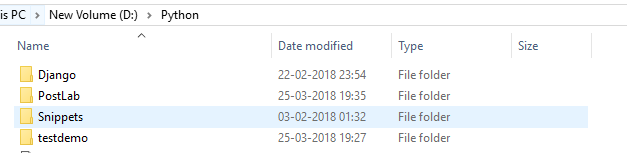 is PC > New Volume (D:) > Python
Name Date modified Type Size
Django 22-02-2018 23:54 File folder
PostLab 25-03-2018 19:35 File folder
Snippets 03-02-2018 01:32 File folder
testdemo 25-03-2018 19:27 File folder